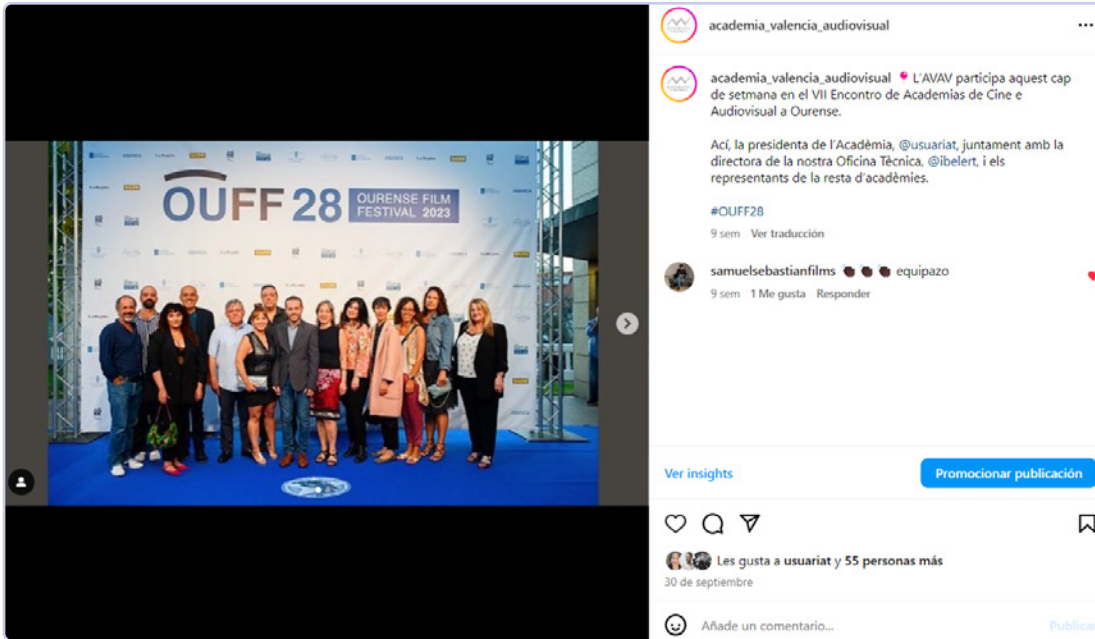 OUFF 28 OURENSE FILM
FESTIVAL 2023
academia_valencia_audiovisual
academia_valencia_audiovisual L'AVAV participa aquest cap
de setmana en el VII Encontro de Academias de Cine e
Audiovisual a Ourense.
Ací, la presidenta de l'Acadèmia, @usuariat, juntament amb la
directora de la nostra Oficina Tècnica, @ibelert, i els
representants de la resta d'acadèmies.
#OUFF28
9 sem Ver traducción
samuelsebastianfilms equipazo
9 sem 1 Me gusta Responder
Ver insights
Promocionar publicación
Les gusta a usuariat y 55 personas más
30 de septiembre
Añade un comentario...
Publicar